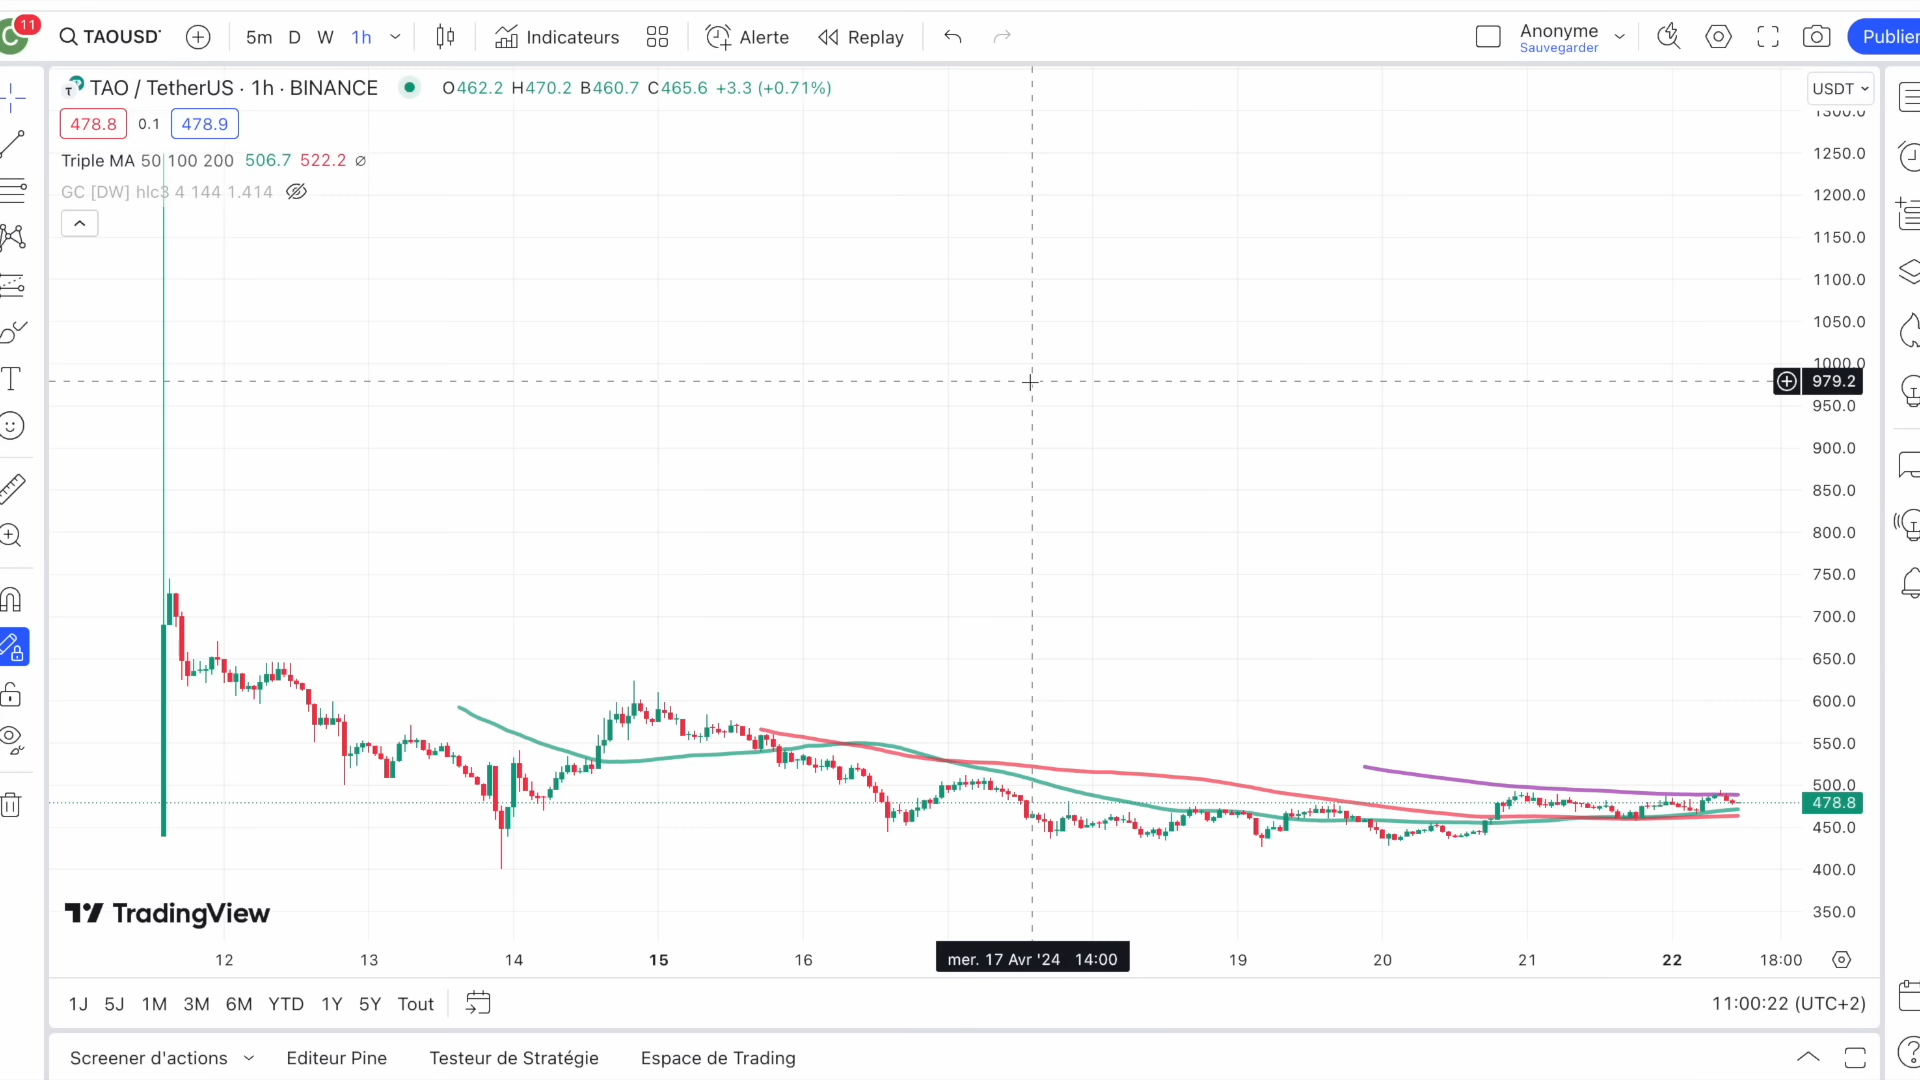 C 11 TAOUSD 5m D W 1h Indicateurs Alerte Replay Anonyme Sauvegarder Publier
TAO / TetherUS · 1h · BINANCE O462.2 H470.2 B460.7 C465.6 +3.3 (+0.71%) USDT
478.8 0.1 478.9
Triple MA 50 100 200 506.7 522.2 ∅
GC [DW] hlc3 4 144 1.414
1300.0
1250.0
1200.0
1150.0
1100.0
1050.0
1000.0
979.2
950.0
900.0
850.0
800.0
750.0
700.0
650.0
600.0
550.0
500.0
478.8
450.0
400.0
350.0
TradingView
12 13 14 15 16 mer. 17 Avr '24 14:00 19 20 21 22 18:00
1J 5J 1M 3M 6M YTD 1Y 5Y Tout 11:00:22 (UTC+2)
Screener d'actions Editeur Pine Testeur de Stratégie Espace de Trading